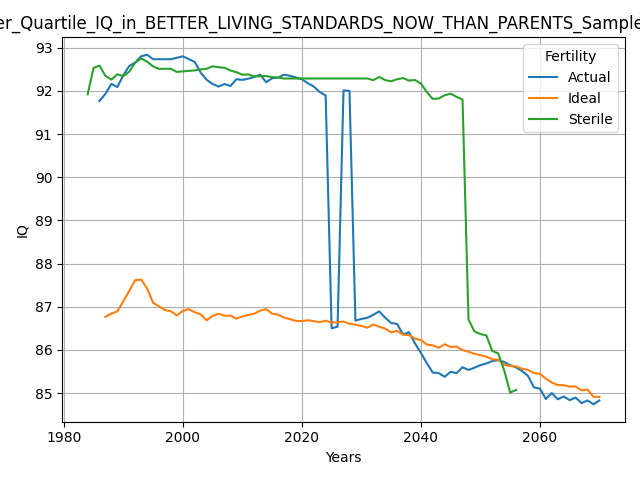 er_Quartile_IQ_in_BETTER_LIVING_STANDARDS_NOW_THAN_PARENTS_Sample
93
92
91
90
89
88
87
86
85
IQ
1980
2000
2020
2040
2060
Years
Fertility
Actual
Ideal
Sterile